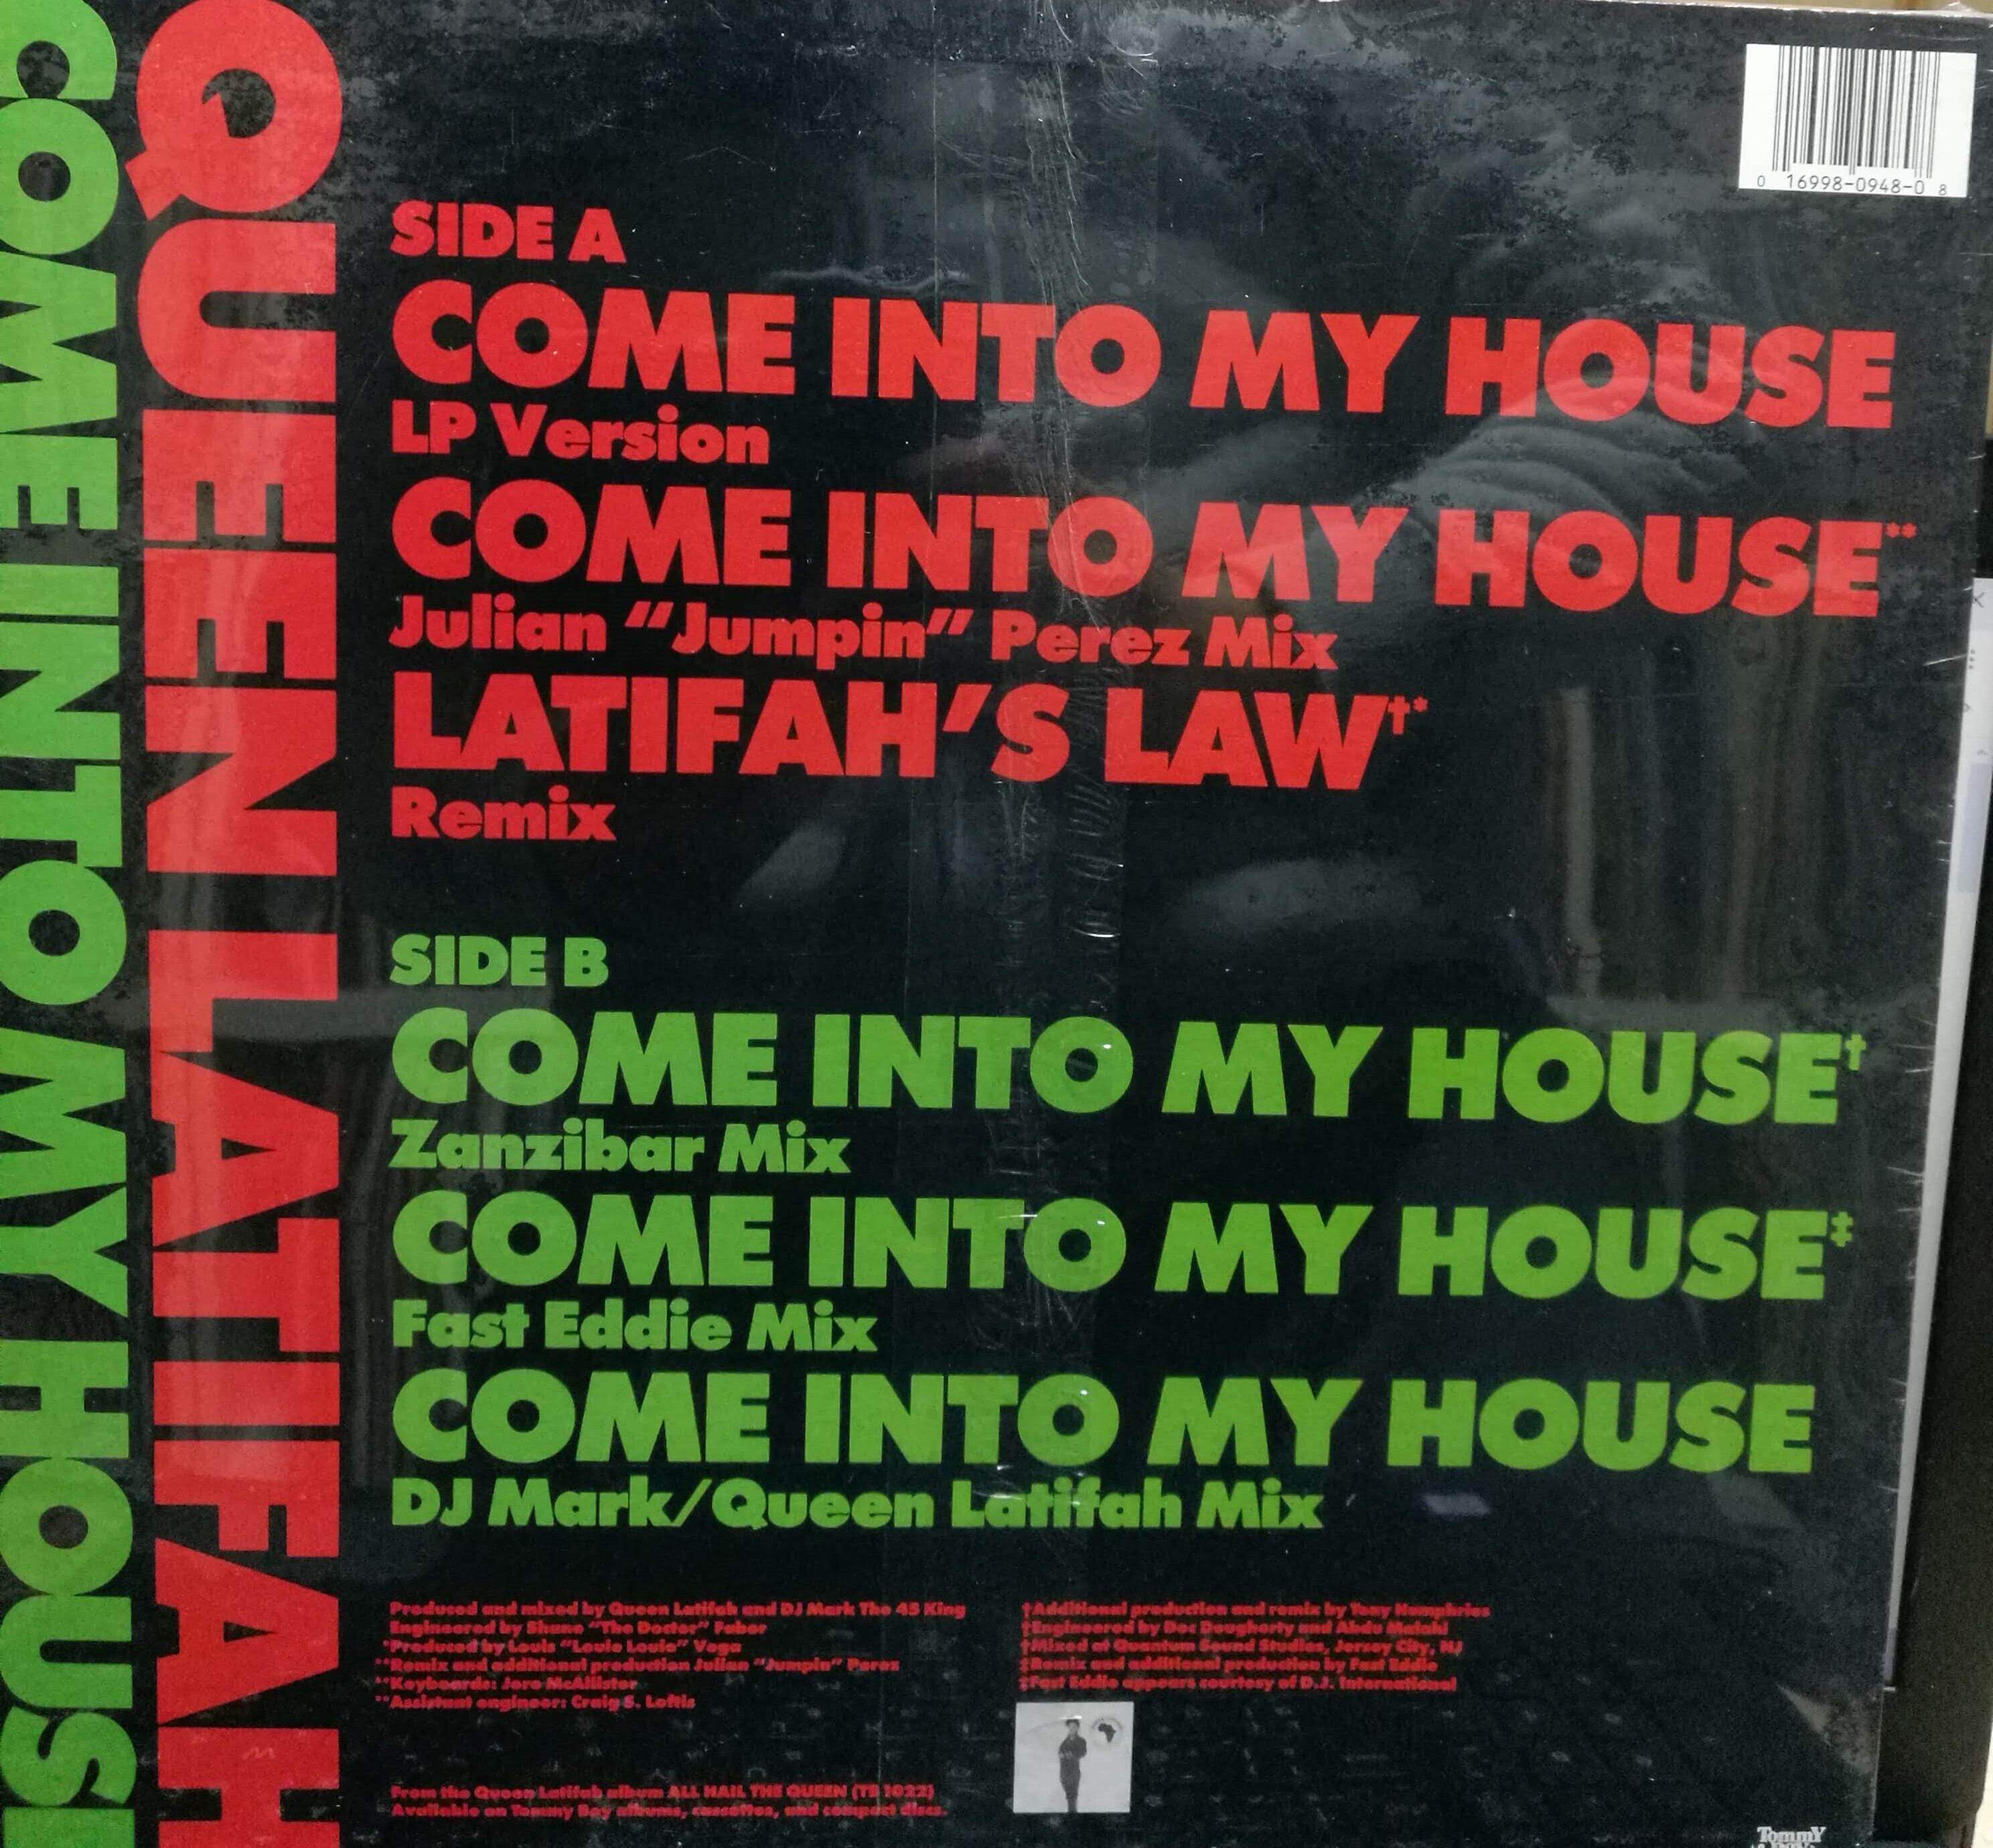 COME INTO MY HOUSE
QUEEN LATIFAH
0 16998-0948-0 8
SIDE A
COME INTO MY HOUSE
LP Version
COME INTO MY HOUSE**
Julian "Jumpin" Perez Mix
LATIFAH'S LAW†*
Remix
SIDE B
COME INTO MY HOUSE†
Zanzibar Mix
COME INTO MY HOUSE‡
Fast Eddie Mix
COME INTO MY HOUSE
DJ Mark/Queen Latifah Mix
Produced and mixed by Queen Latifah and DJ Mark The 45 King
Engineered by Shane "The Doctor" Faber
*Produced by Louis "Louie Louie" Vega
**Remix and additional production Julian "Jumpin" Perez
**Keyboards: Jere McAllister
**Assistant engineer: Craig S. Loftis
†Additional production and remix by Tony Humphries
†Engineered by Doc Dougherty and Abdu Malahi
†Mixed at Quantum Sound Studios, Jersey City, NJ
‡Remix and additional production by Fast Eddie
‡Fast Eddie appears courtesy of D.J. International
From the Queen Latifah album ALL HAIL THE QUEEN (TB 1022)
Available on Tommy Boy albums, cassettes, and compact discs.
Tommy